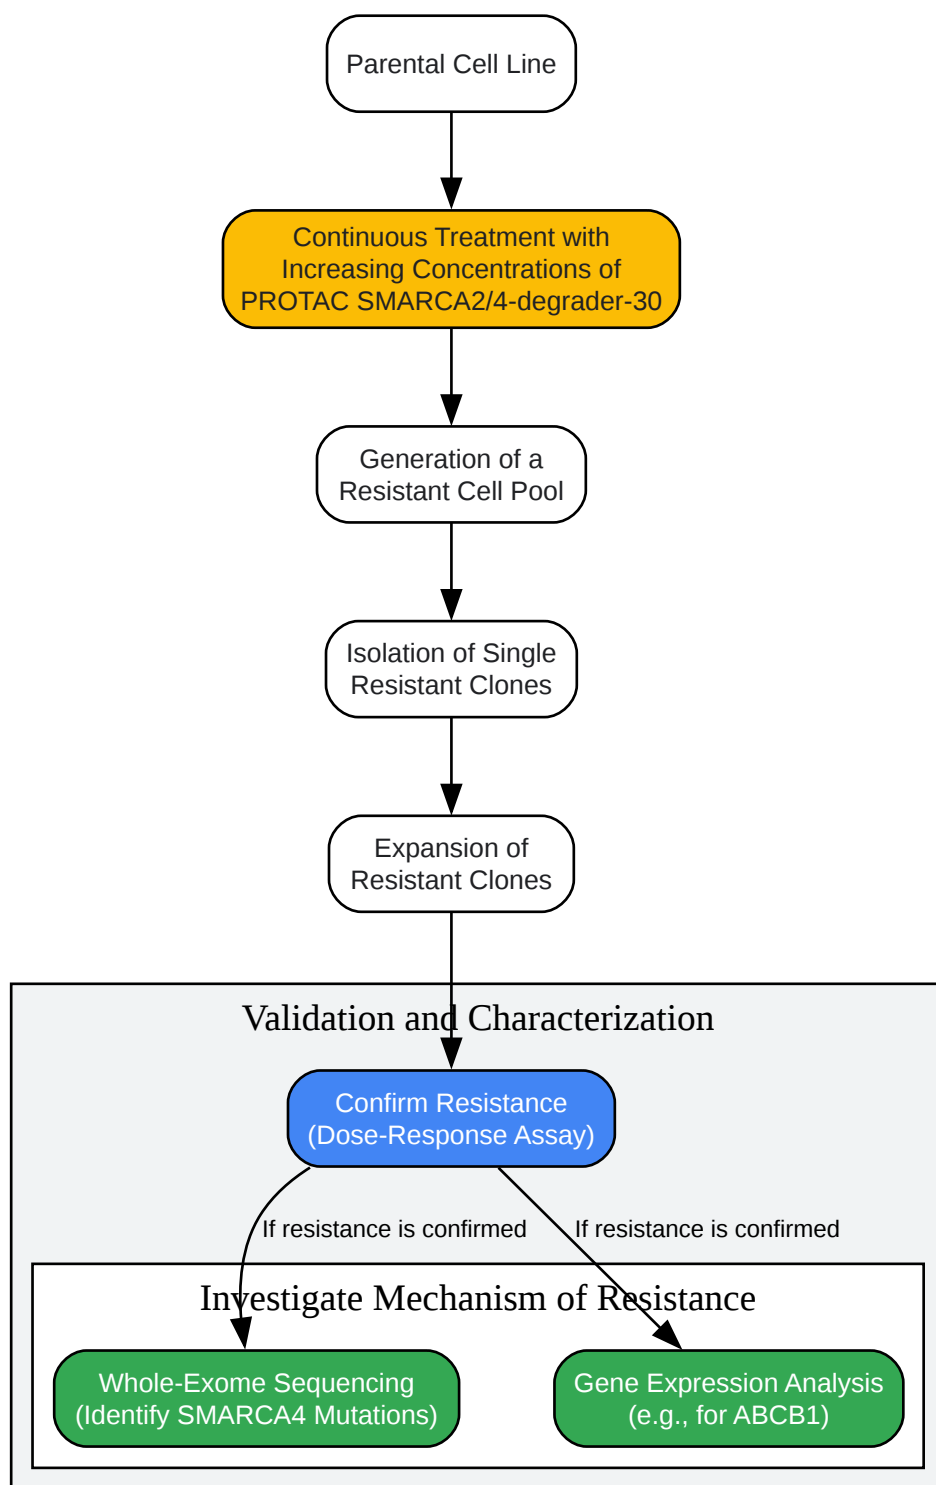 Parental Cell Line
Continuous Treatment with
Increasing Concentrations of
PROTAC SMARCA2/4-degrader-30
Generation of a
Resistant Cell Pool
Isolation of Single
Resistant Clones
Expansion of
Resistant Clones
Validation and Characterization
Confirm Resistance
(Dose-Response Assay)
If resistance is confirmed
If resistance is confirmed
Investigate Mechanism of Resistance
Whole-Exome Sequencing
(Identify SMARCA4 Mutations)
Gene Expression Analysis
(e.g., for ABCB1)